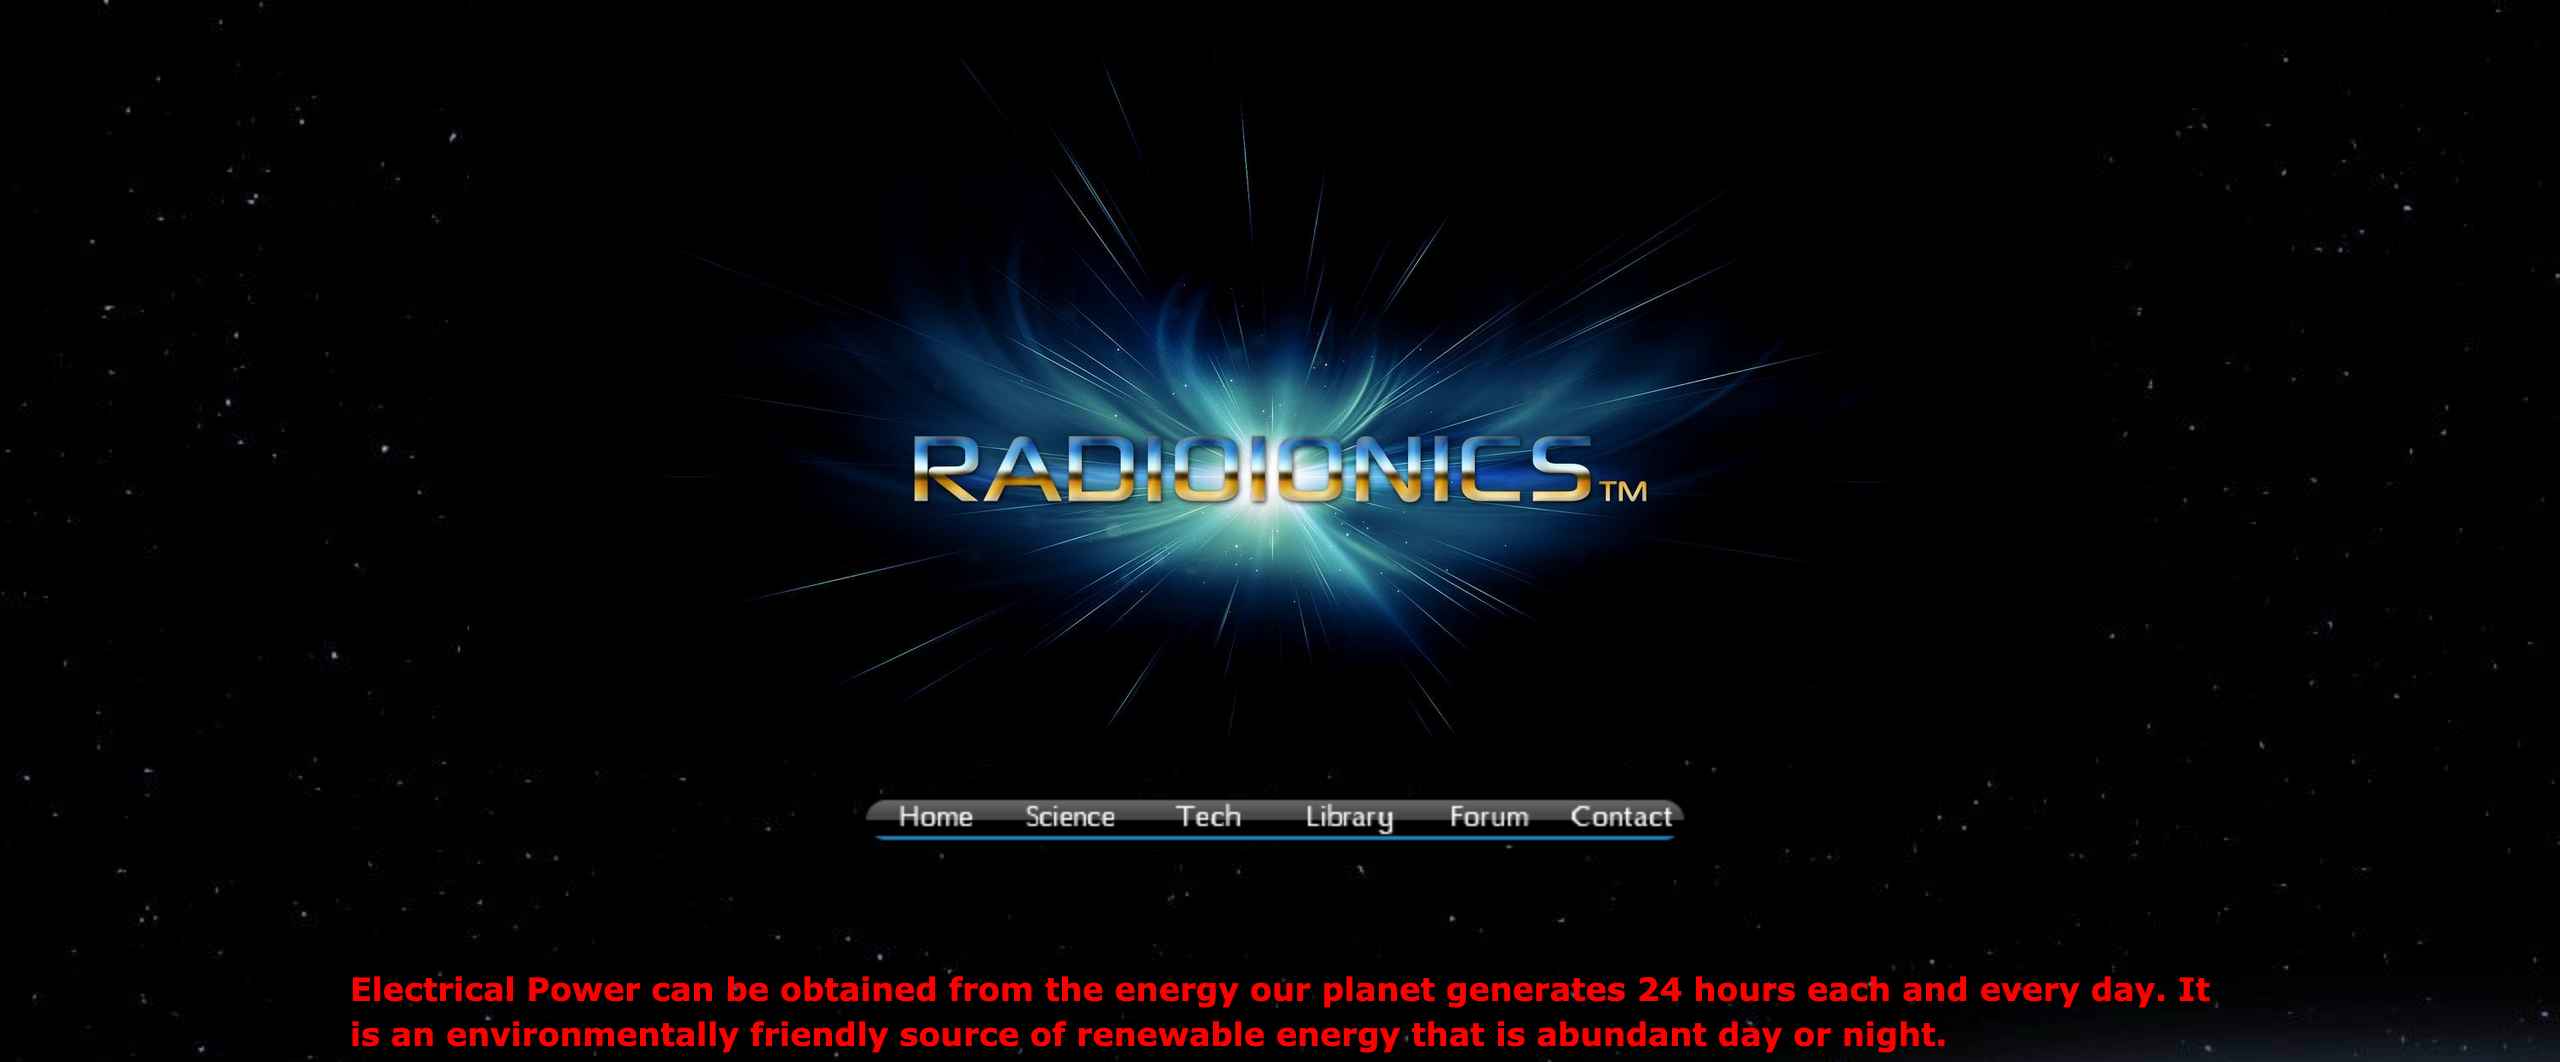 RADIOIONICS™
Home Science Tech Library Forum Contact
Electrical Power can be obtained from the energy our planet generates 24 hours each and every day. It
is an environmentally friendly source of renewable energy that is abundant day or night.